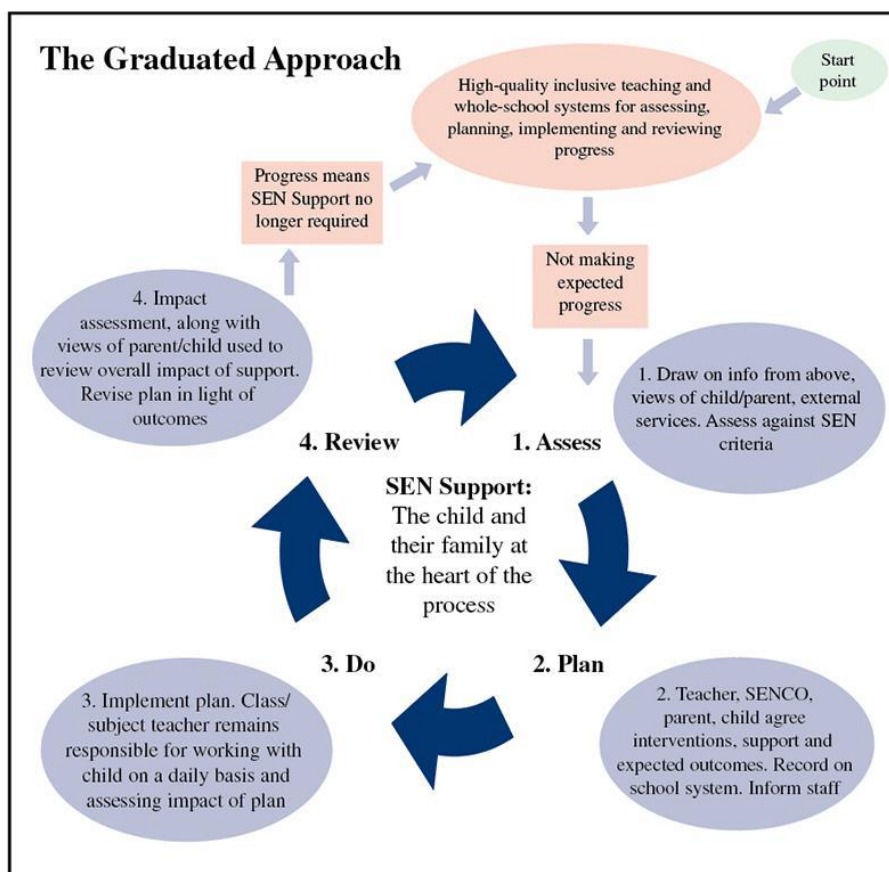 The Graduated Approach
Start
point
High-quality inclusive teaching and
whole-school systems for assessing,
planning, implementing and reviewing
progress
Progress means
SEN Support no
longer required
Not making
expected
progress
4. Impact
assessment, along with
views of parent/child used to
review overall impact of support.
Revise plan in light of
outcomes
1. Draw on info from above,
views of child/parent, external
services. Assess against SEN
criteria
4. Review
1. Assess
SEN Support:
The child and
their family at
the heart of the
process
3. Do
2. Plan
3. Implement plan. Class/
subject teacher remains
responsible for working with
child on a daily basis and
assessing impact of plan
2. Teacher, SENCO,
parent, child agree
interventions, support and
expected outcomes. Record on
school system. Inform staff